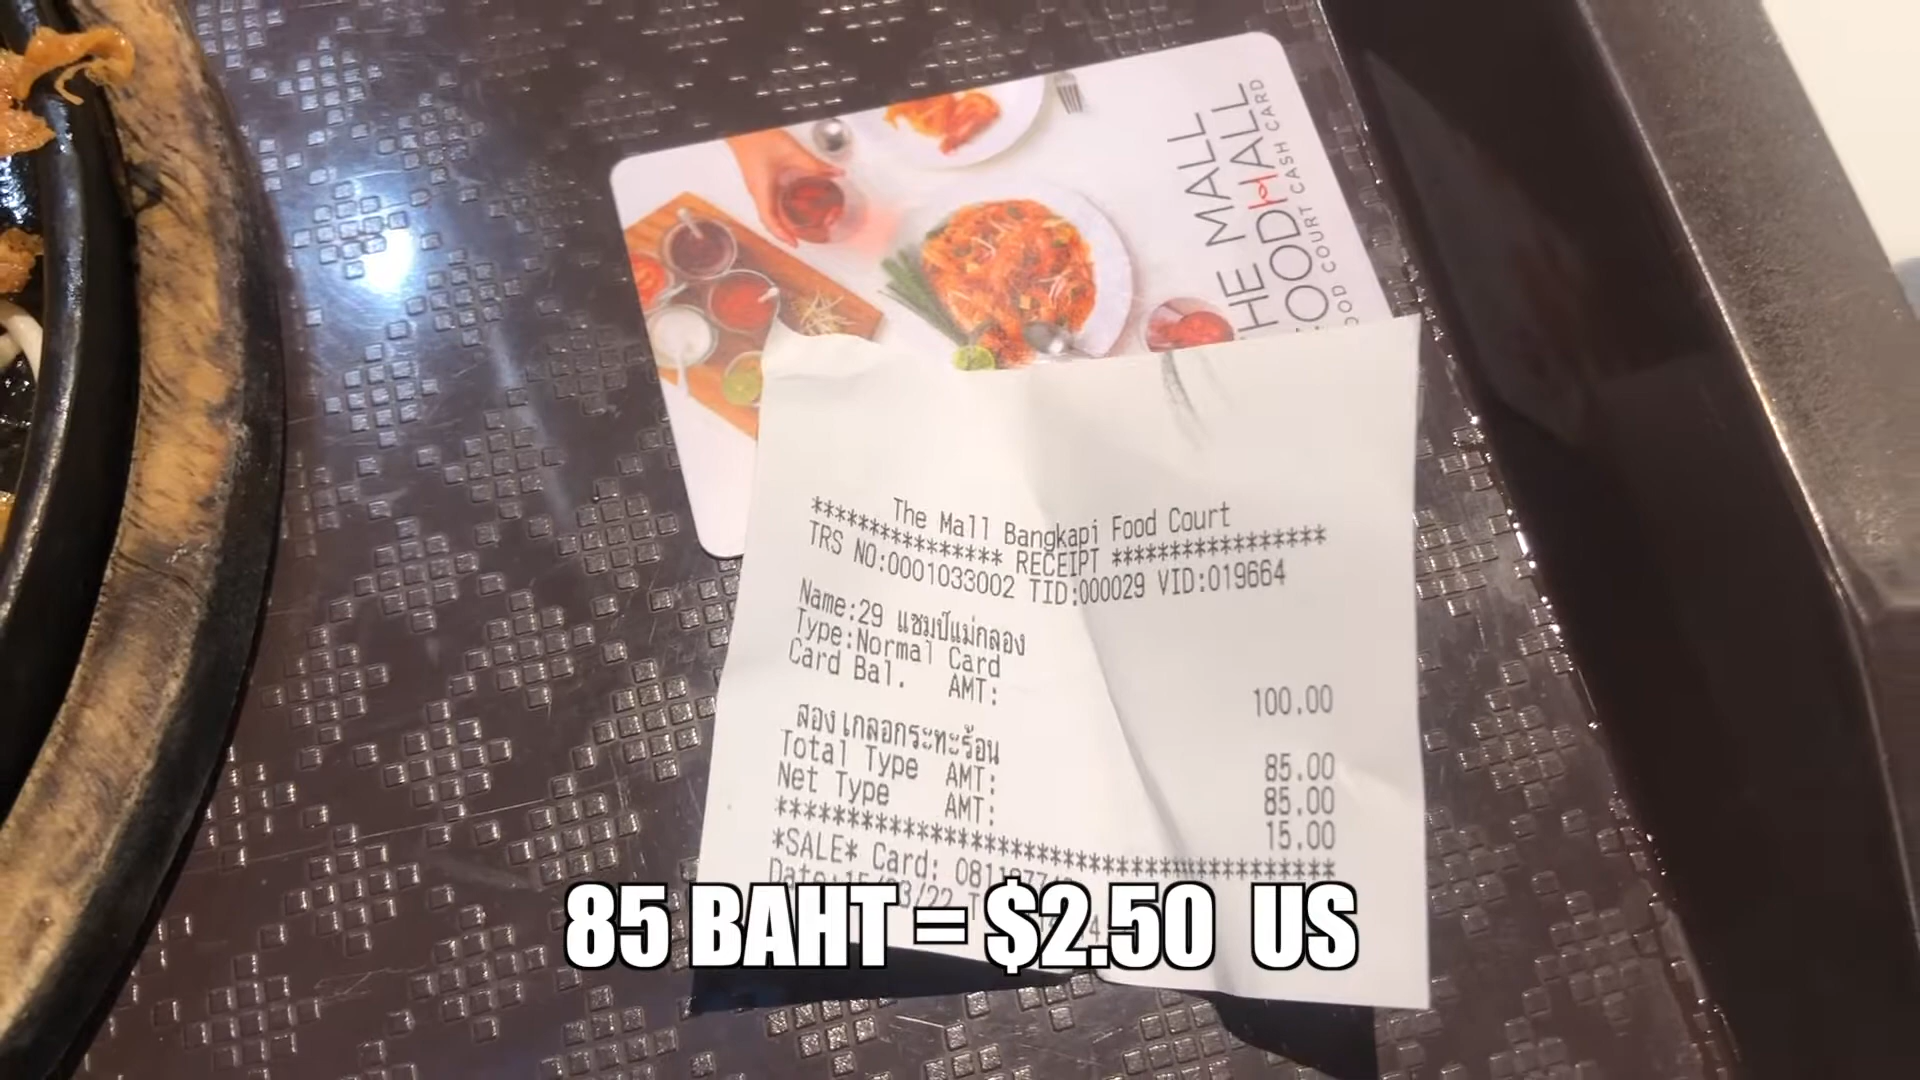 THE MALL
FOODHALL
FOOD COURT CASH CARD
The Mall Bangkapi Food Court
**************** RECEIPT *****************
TRS NO:0001033002 TID:000029 VID:019664
Name:29 แชมป์แม่กลอง
Type:Normal Card
Card Bal. AMT: 100.00
สองเกลอกระทะร้อน 85.00
Total Type AMT: 85.00
Net Type AMT: 15.00
******************************************
*SALE* Card:
85 BAHT = $2.50 US